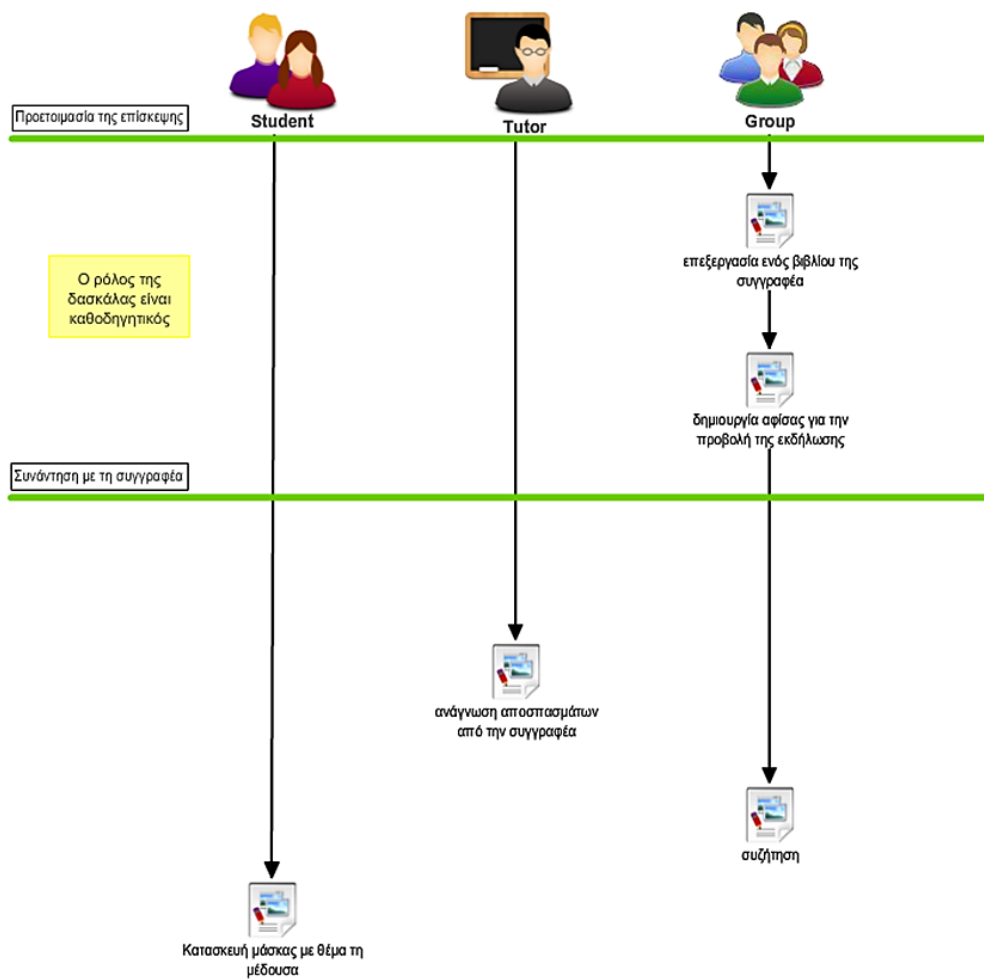 Προετοιμασία της επίσκεψης
Student
Tutor
Group
επεξεργασία ενός βιβλίου της
συγγραφέα
Ο ρόλος της
δασκάλας είναι
καθοδηγητικός
δημιουργία αφίσας για την
προβολή της εκδήλωσης
Συνάντηση με τη συγγραφέα
ανάγνωση αποσπασμάτων
από την συγγραφέα
συζήτηση
Κατασκευή μάσκας με θέμα τη
μέδουσα